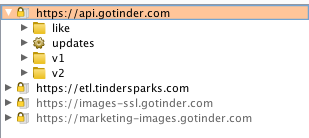 https://api.gotinder.com
like
updates
v1
v2
https://etl.tindersparks.com
https://images-ssl.gotinder.com
https://marketing-images.gotinder.com